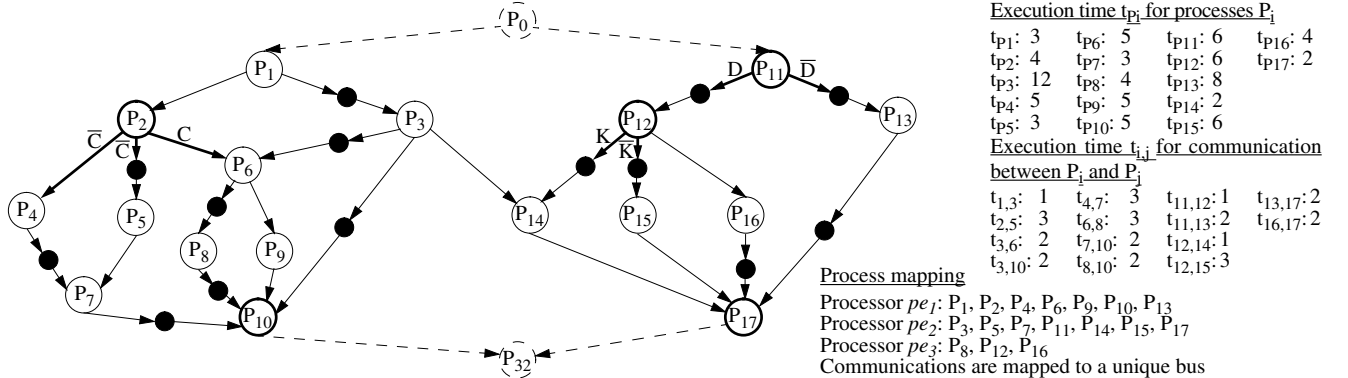 P0
P1
P11
D
D̅
P2
P3
P12
P13
C̅
C̅
C
K
K̅
P6
P4
P5
P14
P15
P16
P8
P9
P7
P10
P17
P32
Execution time tPi for processes Pi
tP1: 3 tP6: 5 tP11: 6 tP16: 4
tP2: 4 tP7: 3 tP12: 6 tP17: 2
tP3: 12 tP8: 4 tP13: 8
tP4: 5 tP9: 5 tP14: 2
tP5: 3 tP10: 5 tP15: 6
Execution time ti,j for communication
between Pi and Pj
t1,3: 1 t4,7: 3 t11,12: 1 t13,17: 2
t2,5: 3 t6,8: 3 t11,13: 2 t16,17: 2
t3,6: 2 t7,10: 2 t12,14: 1
t3,10: 2 t8,10: 2 t12,15: 3
Process mapping
Processor pe1: P1, P2, P4, P6, P9, P10, P13
Processor pe2: P3, P5, P7, P11, P14, P15, P17
Processor pe3: P8, P12, P16
Communications are mapped to a unique bus